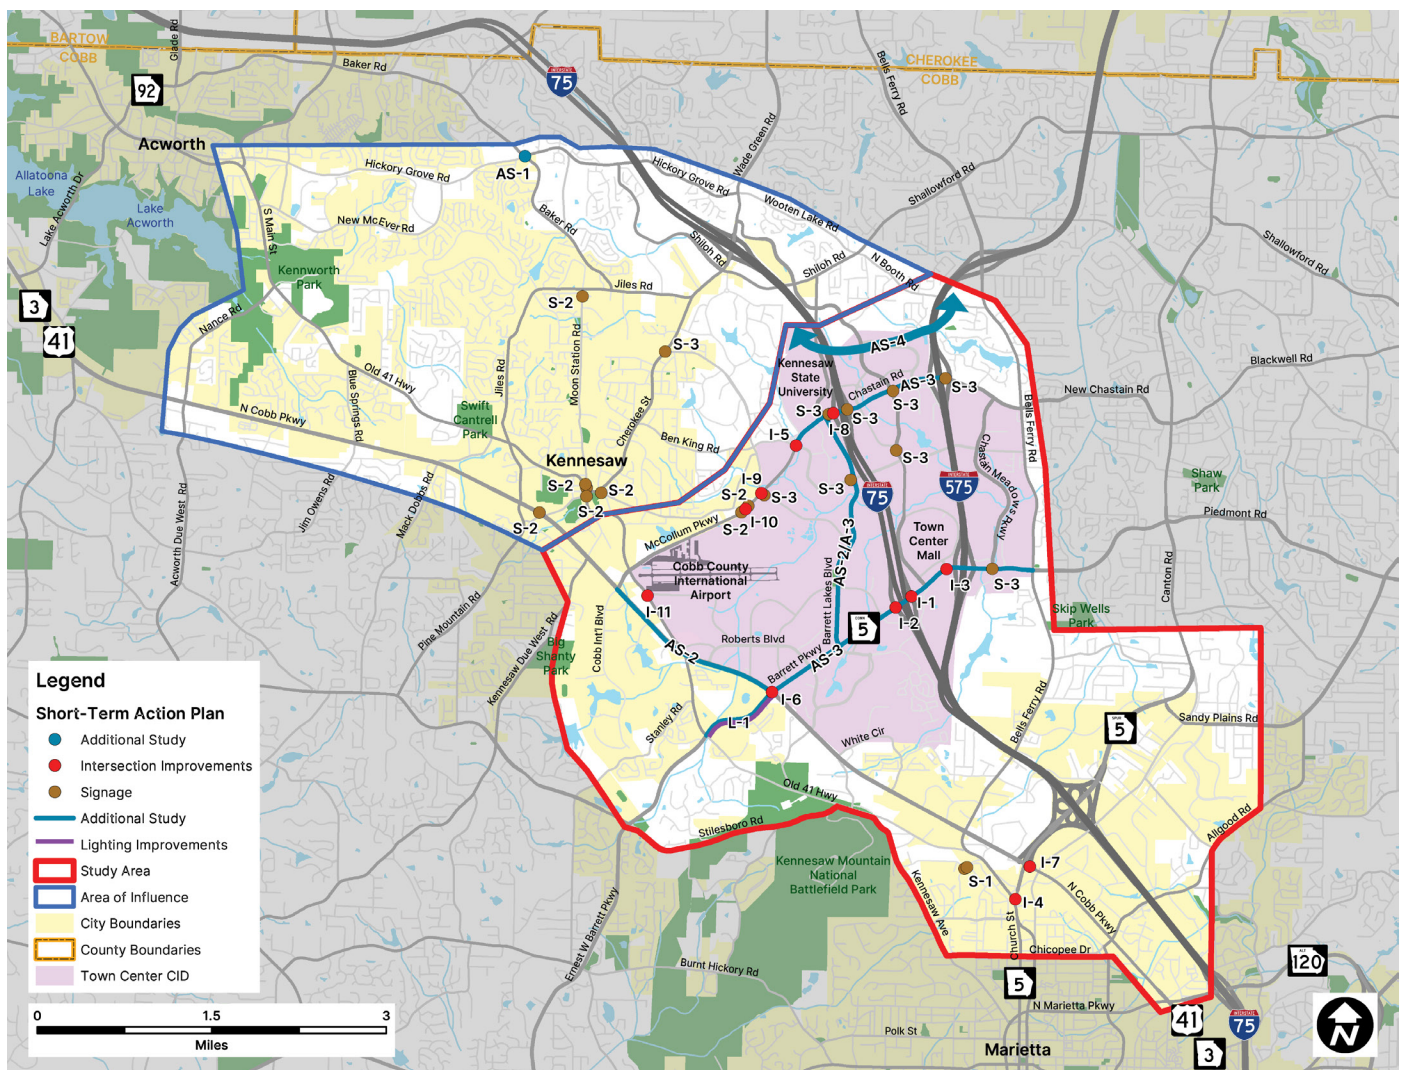 BARTOW
COBB
Glade Rd
Baker Rd
92
INTERSTATE
75
Bells Ferry Rd
CHEROKEE
COBB
Acworth
Hickory Grove Rd
AS-1
Hickory Grove Rd
Wade Green Rd
Wooten Lake Rd
Shallowford Rd
Allatoona
Lake
Lake Acworth Dr
Lake
Acworth
S Main St
New McEver Rd
Baker Rd
Shiloh Rd
Shiloh Rd
N Booth Rd
Shallowford Rd
Kennworth
Park
Jiles Rd
S-2
3
41
Nance Rd
Moon Station Rd
S-3
AS-4
Kennesaw
State
University
Blackwell Rd
Old 41 Hwy
Blue Springs Rd
Jiles Rd
Chastain Rd
AS-3
S-3
S-3
New Chastain Rd
N Cobb Pkwy
Swift
Cantrell
Park
Cherokee St
Ben King Rd
S-3
S-3
I-8
I-5
Bells Ferry Rd
Kennesaw
S-3
Chastain Meadows Pkwy
Shaw
Park
S-2
S-2
S-2
S-2
I-9
S-2
S-3
S-2
I-10
S-3
INTERSTATE
75
INTERSTATE
575
Piedmont Rd
Acworth Due West Rd
Jim Owens Rd
Mack Dobbs Rd
McCollum Pkwy
Town
Center
Mall
AS-2/A-3
Cobb County
International
Airport
I-11
Barrett Lakes Blvd
I-3
S-3
I-1
I-2
5
Canton Rd
Skip Wells
Park
Pine Mountain Rd
Kennesaw Due West Rd
Big
Shanty
Park
Cobb Int'l Blvd
AS-2
Roberts Blvd
Barrett Pkwy
AS-3
I-6
L-1
Stanley Rd
White Cir
Bells Ferry Rd
SPUR
5
Sandy Plains Rd
Old 41 Hwy
Stilesboro Rd
Allgood Rd
Kennesaw Mountain
National
Battlefield Park
Kennesaw Ave
S-1
I-7
I-4
N Cobb Pkwy
Church St
Chicopee Dr
Ernest W Barrett Pkwy
Burnt Hickory Rd
5
ALT
120
N Marietta Pkwy
Polk St
Marietta
41
3
INTERSTATE
75
Legend
Short-Term Action Plan
Additional Study
Intersection Improvements
Signage
Additional Study
Lighting Improvements
Study Area
Area of Influence
City Boundaries
County Boundaries
Town Center CID
0 1.5 3
Miles
N